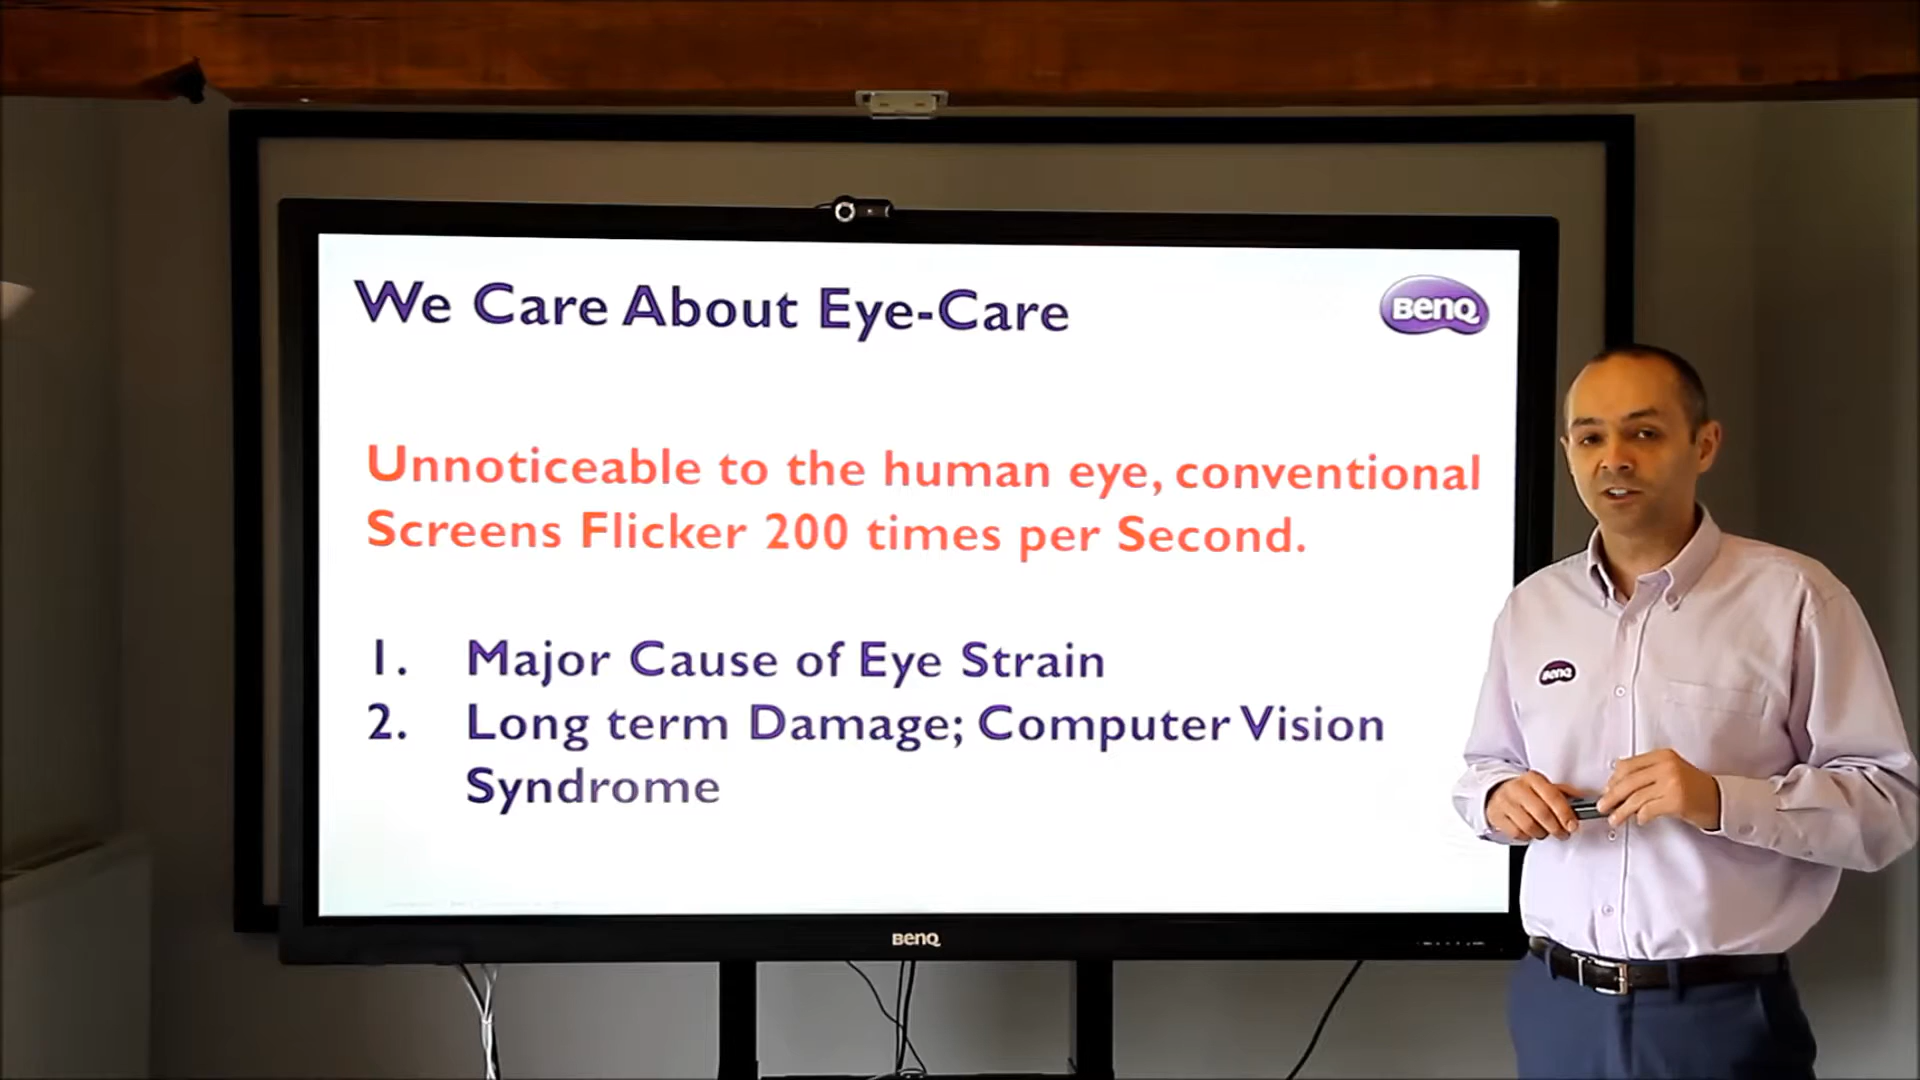 We Care About Eye-Care
BenQ
Unnoticeable to the human eye, conventional
Screens Flicker 200 times per Second.
1. Major Cause of Eye Strain
2. Long term Damage; Computer Vision
Syndrome
BenQ
BenQ